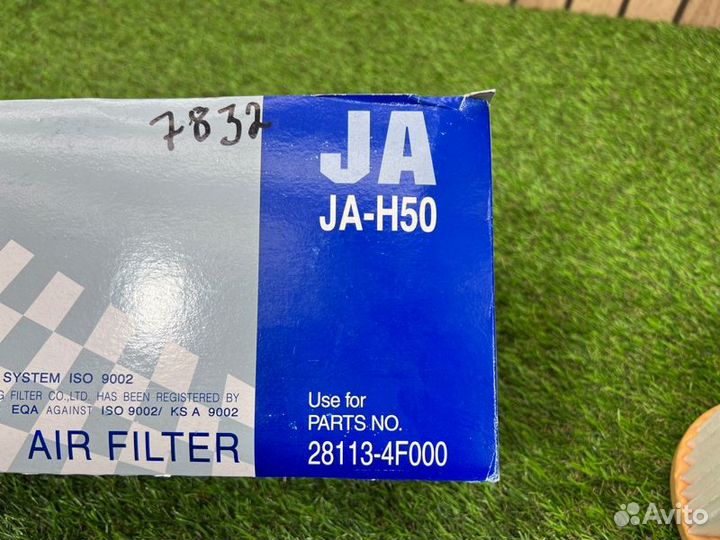 7832
JA
JA-H50
SYSTEM ISO 9002
G FILTER CO.,LTD. HAS BEEN REGISTERED BY
EQA AGAINST ISO 9002/ KS A 9002
AIR FILTER
Use for
PARTS NO.
28113-4F000
Avito